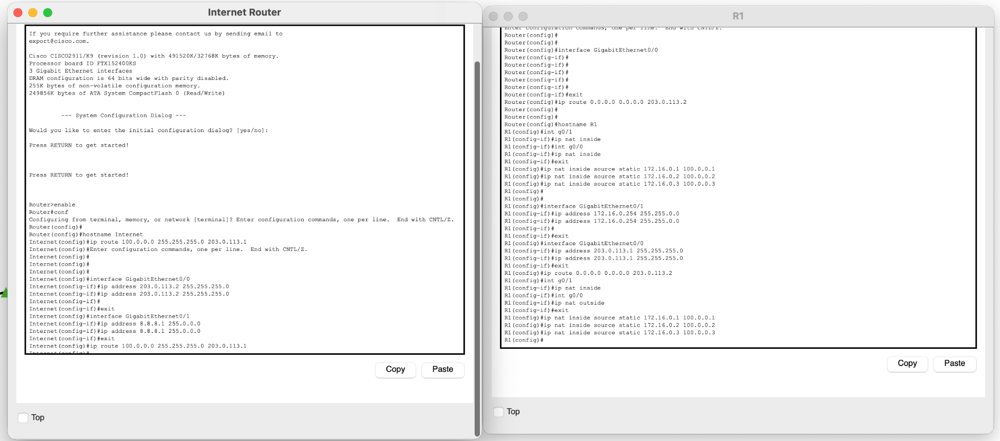 Internet Router
If you require further assistance please contact us by sending email to
export@cisco.com.
Cisco CISCO2911/K9 (revision 1.0) with 491520K/32768K bytes of memory.
Processor board ID FTX152400KS
3 Gigabit Ethernet interfaces
DRAM configuration is 64 bits wide with parity disabled.
255K bytes of non-volatile configuration memory.
249856K bytes of ATA System CompactFlash 0 (Read/Write)
--- System Configuration Dialog ---
Would you like to enter the initial configuration dialog? [yes/no]:
Press RETURN to get started!
Press RETURN to get started!
Router>enable
Router#conf
Configuring from terminal, memory, or network [terminal]? Enter configuration commands, one per line.  End with CNTL/Z.
Router(config)#
Router(config)#hostname Internet
Internet(config)#ip route 100.0.0.0 255.255.255.0 203.0.113.1
Internet(config)#Enter configuration commands, one per line.  End with CNTL/Z.
Internet(config)#
Internet(config)#
Internet(config)#
Internet(config)#interface GigabitEthernet0/0
Internet(config-if)#ip address 203.0.113.2 255.255.255.0
Internet(config-if)#ip address 203.0.113.2 255.255.255.0
Internet(config-if)#
Internet(config-if)#exit
Internet(config)#interface GigabitEthernet0/1
Internet(config-if)#ip address 8.8.8.1 255.0.0.0
Internet(config-if)#ip address 8.8.8.1 255.0.0.0
Internet(config-if)#exit
Internet(config)#ip route 100.0.0.0 255.255.255.0 203.0.113.1
Internet(config)#
Copy
Paste
Top
R1
Enter configuration commands, one per line.  End with CNTL/Z.
Router(config)#
Router(config)#
Router(config)#interface GigabitEthernet0/0
Router(config-if)#
Router(config-if)#
Router(config-if)#
Router(config-if)#
Router(config-if)#
Router(config-if)#exit
Router(config)#ip route 0.0.0.0 0.0.0.0 203.0.113.2
Router(config)#
Router(config)#
Router(config)#hostname R1
R1(config)#int g0/1
R1(config-if)#ip nat inside
R1(config-if)#int g0/0
R1(config-if)#ip nat inside
R1(config-if)#exit
R1(config)#ip nat inside source static 172.16.0.1 100.0.0.1
R1(config)#ip nat inside source static 172.16.0.2 100.0.0.2
R1(config)#ip nat inside source static 172.16.0.3 100.0.0.3
R1(config)#
R1(config)#
R1(config)#interface GigabitEthernet0/1
R1(config-if)#ip address 172.16.0.254 255.255.0.0
R1(config-if)#ip address 172.16.0.254 255.255.0.0
R1(config-if)#
R1(config-if)#exit
R1(config)#interface GigabitEthernet0/0
R1(config-if)#ip address 203.0.113.1 255.255.255.0
R1(config-if)#ip address 203.0.113.1 255.255.255.0
R1(config-if)#exit
R1(config)#ip route 0.0.0.0 0.0.0.0 203.0.113.2
R1(config)#int g0/1
R1(config-if)#ip nat inside
R1(config-if)#int g0/0
R1(config-if)#ip nat outside
R1(config-if)#exit
R1(config)#ip nat inside source static 172.16.0.1 100.0.0.1
R1(config)#ip nat inside source static 172.16.0.2 100.0.0.2
R1(config)#ip nat inside source static 172.16.0.3 100.0.0.3
R1(config)#
Copy
Paste
Top